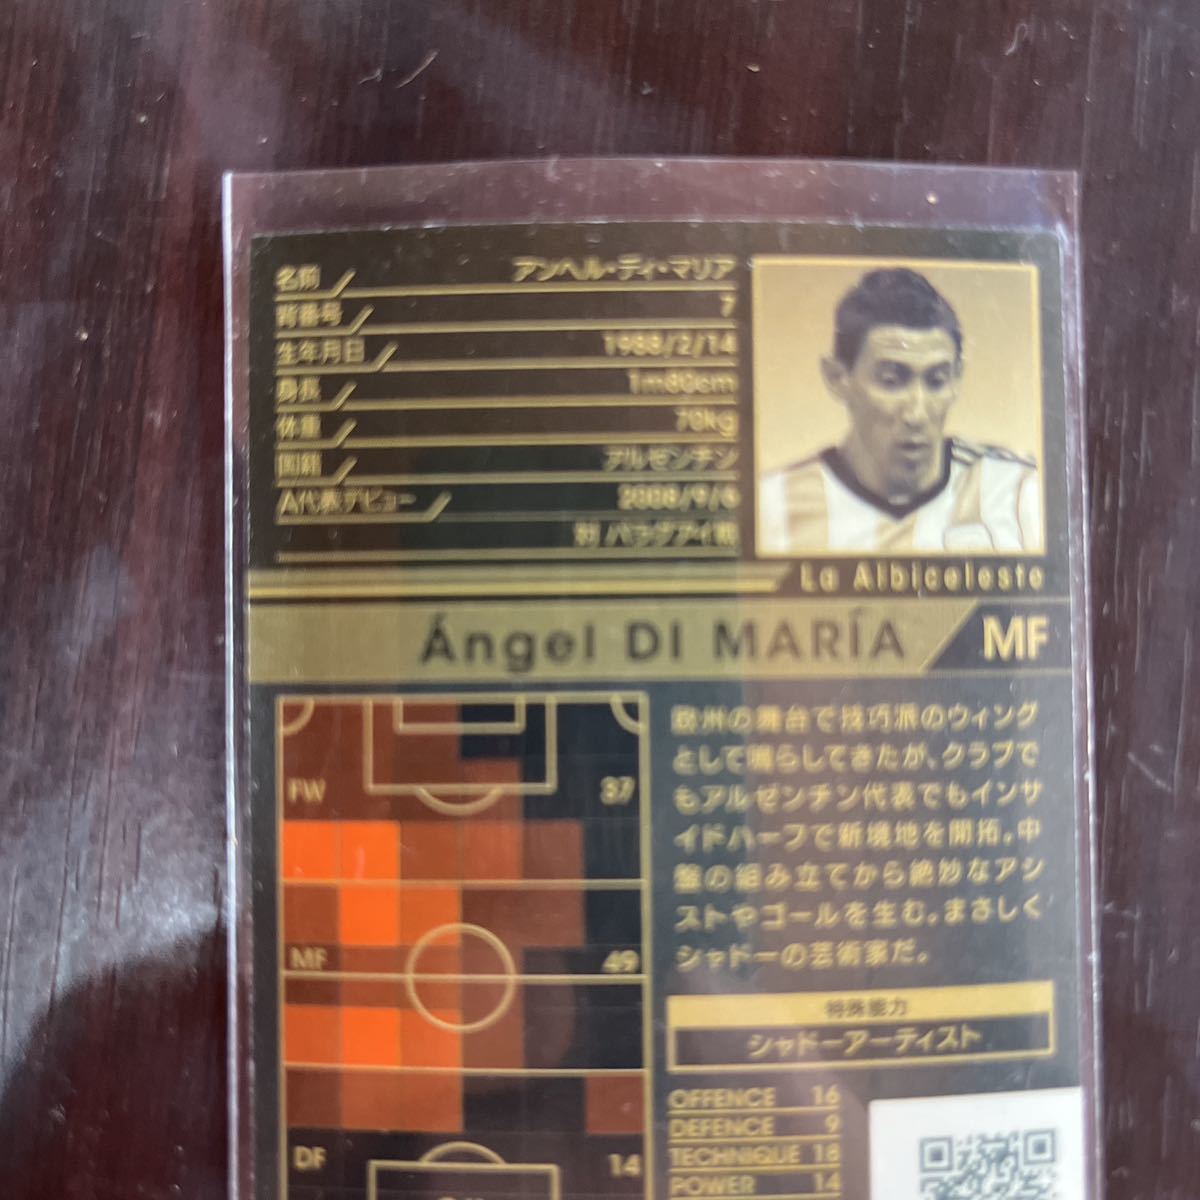 名前 アンヘル・ディ・マリア
背番号 7
生年月日 1988/2/14
身長 1m80cm
体重 70kg
国籍 アルゼンチン
A代表デビュー 2008/9/6
対 パラグアイ戦
La Albiceleste
Ángel DI MARÍA MF
欧州の舞台で技巧派のウィング
として鳴らしてきたが、クラブで
もアルゼンチン代表でもインサ
イドハーフで新境地を開拓。中
盤の組み立てから絶妙なアシ
ストやゴールを生む。まさしく
シャドーの芸術家だ。
FW 37
MF 49
DF 14
特殊能力
シャドーアーティスト
OFFENCE 16
DEFENCE 9
TECHNIQUE 18
POWER 14